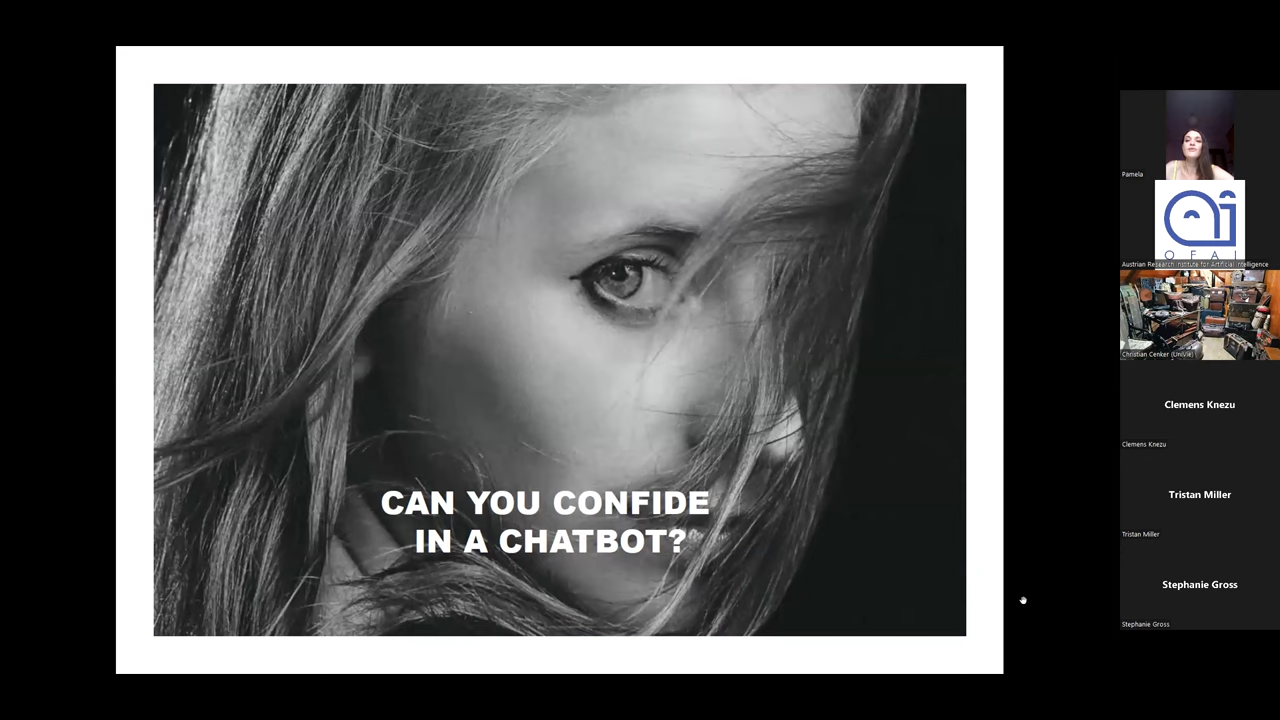 CAN YOU CONFIDE
IN A CHATBOT?
Pamela
ai
O F A I
Austrian Research Institute for Artificial Intelligence
Christian Cenker (UniVie)
Clemens Knezu
Clemens Knezu
Tristan Miller
Tristan Miller
Stephanie Gross
Stephanie Gross